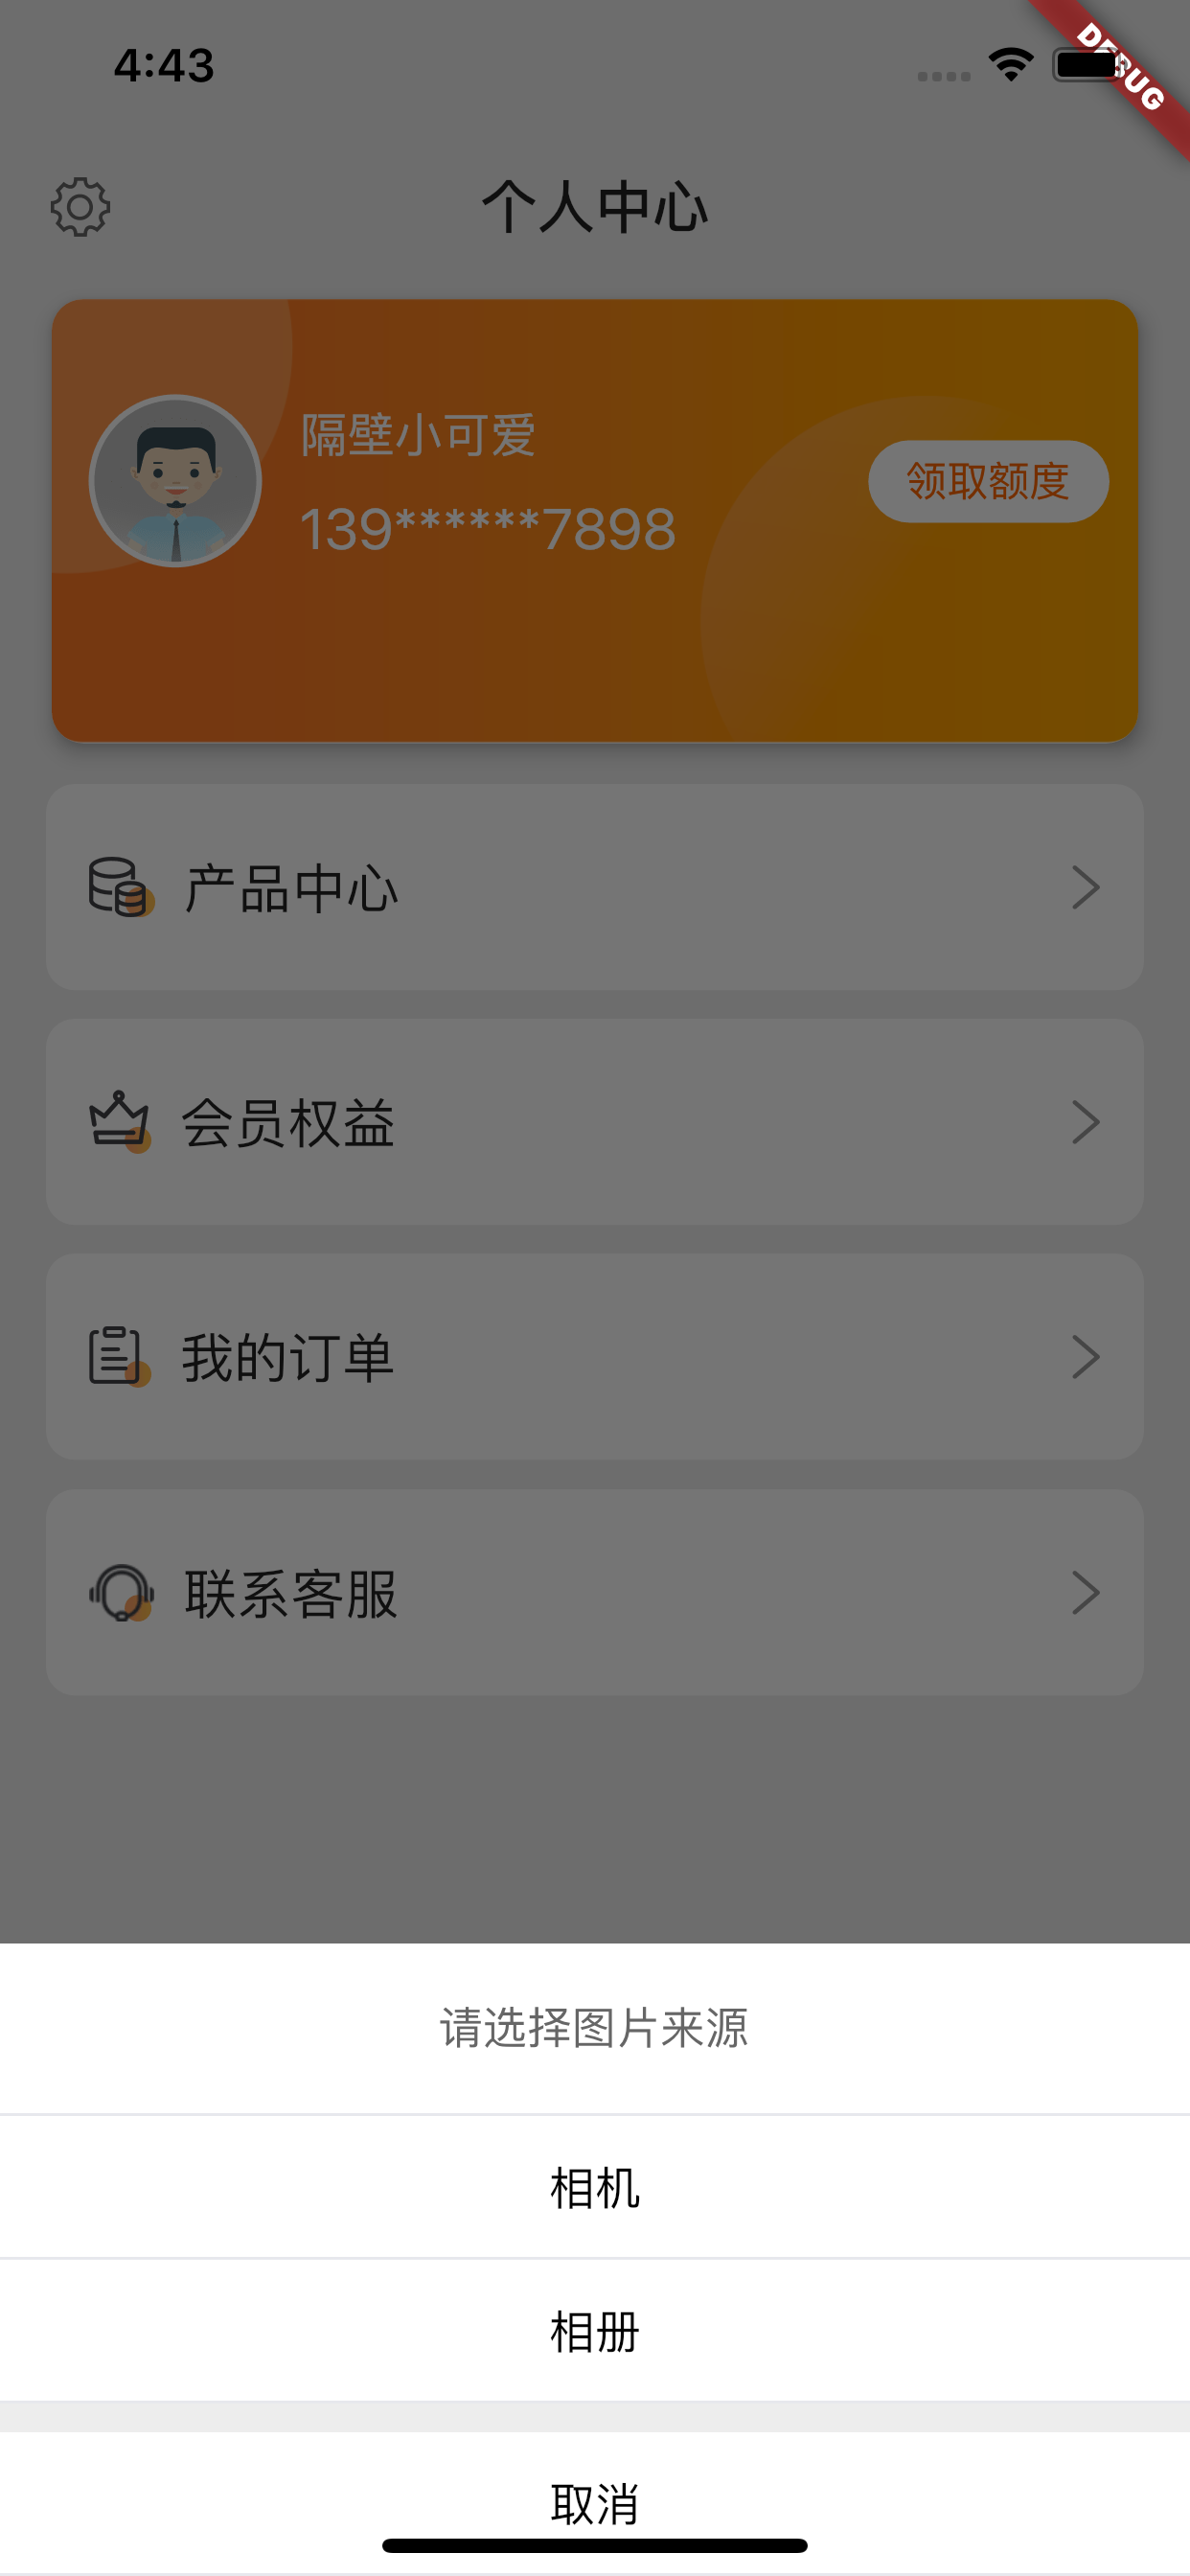 4:43
DEBUG
个人中心
隔壁小可爱
139******7898
领取额度
产品中心
会员权益
我的订单
联系客服
请选择图片来源
相机
相册
取消